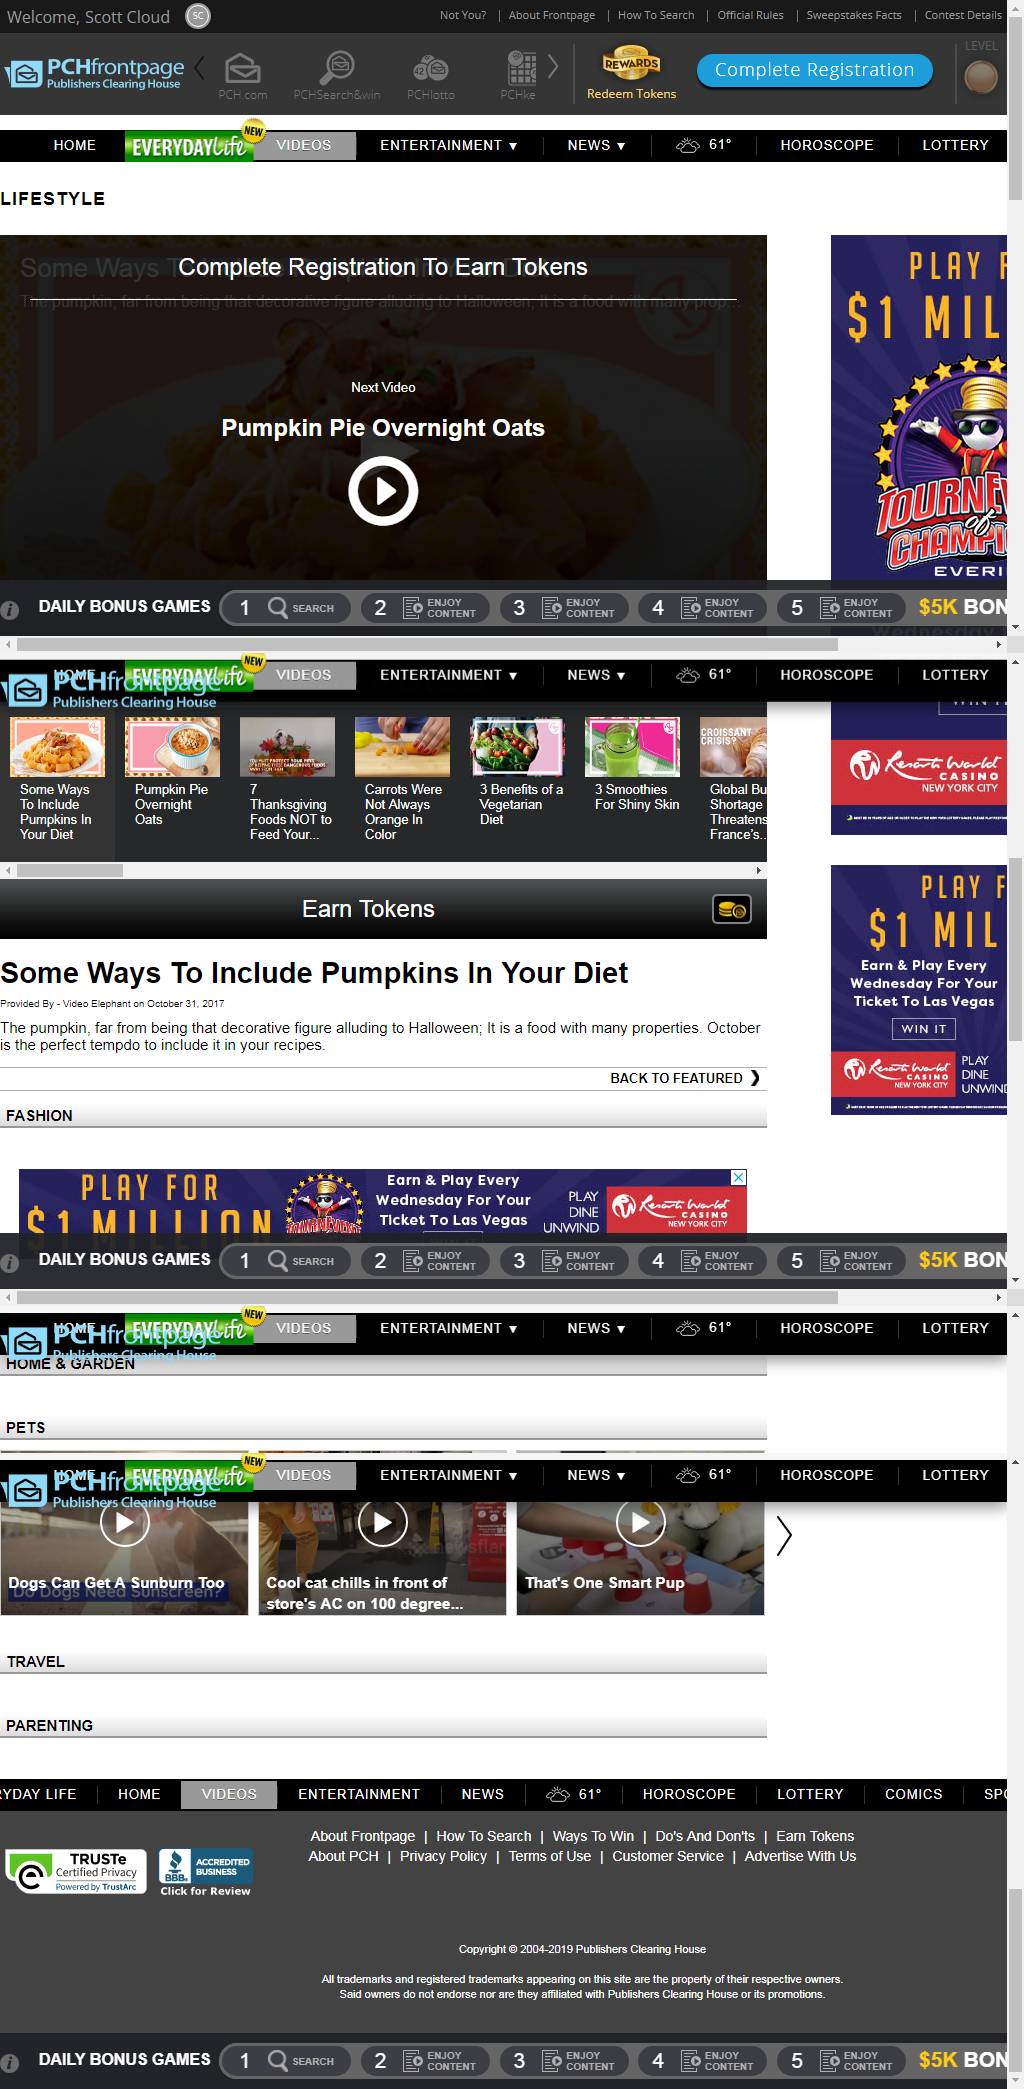 Welcome, Scott Cloud SC
Not You? | About Frontpage | How To Search | Official Rules | Sweepstakes Facts | Contest Details
PCHfrontpage
Publishers Clearing House
PCH.com
PCHSearch&win
PCHlotto
PCHke
REWARDS
Redeem Tokens
Complete Registration
LEVEL
HOME EVERYDAYLife NEW VIDEOS ENTERTAINMENT ▼ NEWS ▼ 61° HOROSCOPE LOTTERY
LIFESTYLE
Complete Registration To Earn Tokens
Some Ways T
The pumpkin, far from being that decorative figure alluding to Halloween; It is a food with many prop...
Next Video
Pumpkin Pie Overnight Oats
PLAY F
$1 MIL
TOURNE
of
CHAMPI
EVERI
DAILY BONUS GAMES 1 SEARCH 2 ENJOY CONTENT 3 ENJOY CONTENT 4 ENJOY CONTENT 5 ENJOY CONTENT $5K BON
Wednesday
HOME EVERYDAYLife NEW VIDEOS ENTERTAINMENT ▼ NEWS ▼ 61° HOROSCOPE LOTTERY
PCHfrontpage
Publishers Clearing House
WIN IT
Some Ways
To Include
Pumpkins In
Your Diet
Pumpkin Pie
Overnight
Oats
7
Thanksgiving
Foods NOT to
Feed Your...
Carrots Were
Not Always
Orange In
Color
3 Benefits of a
Vegetarian
Diet
3 Smoothies
For Shiny Skin
CROISSANT
CRISIS?
Global Bu
Shortage
Threatens
France's...
Resorts World
CASINO
NEW YORK CITY
Earn Tokens
Some Ways To Include Pumpkins In Your Diet
Provided By - Video Elephant on October 31, 2017
The pumpkin, far from being that decorative figure alluding to Halloween; It is a food with many properties. October
is the perfect tempdo to include it in your recipes.
BACK TO FEATURED ❯
PLAY F
$1 MIL
Earn & Play Every
Wednesday For Your
Ticket To Las Vegas
WIN IT
Resorts World
CASINO
NEW YORK CITY
PLAY
DINE
UNWIND
FASHION
PLAY FOR
$1 MILLION
Earn & Play Every
Wednesday For Your
Ticket To Las Vegas
PLAY
DINE
UNWIND
Resorts World
CASINO
NEW YORK CITY
DAILY BONUS GAMES 1 SEARCH 2 ENJOY CONTENT 3 ENJOY CONTENT 4 ENJOY CONTENT 5 ENJOY CONTENT $5K BON
HOME EVERYDAYLife NEW VIDEOS ENTERTAINMENT ▼ NEWS ▼ 61° HOROSCOPE LOTTERY
PCHfrontpage
Publishers Clearing House
HOME & GARDEN
PETS
HOME EVERYDAYLife NEW VIDEOS ENTERTAINMENT ▼ NEWS ▼ 61° HOROSCOPE LOTTERY
PCHfrontpage
Publishers Clearing House
Dogs Can Get A Sunburn Too
Do Dogs Need Sunscreen?
newsflar
Cool cat chills in front of
store's AC on 100 degree...
That's One Smart Pup
TRAVEL
PARENTING
RYDAY LIFE HOME VIDEOS ENTERTAINMENT NEWS 61° HOROSCOPE LOTTERY COMICS SPO
About Frontpage | How To Search | Ways To Win | Do's And Don'ts | Earn Tokens
About PCH | Privacy Policy | Terms of Use | Customer Service | Advertise With Us
TRUSTe
Certified Privacy
Powered by TrustArc
BBB.
ACCREDITED
BUSINESS
Click for Review
Copyright © 2004-2019 Publishers Clearing House
All trademarks and registered trademarks appearing on this site are the property of their respective owners.
Said owners do not endorse nor are they affiliated with Publishers Clearing House or its promotions.
DAILY BONUS GAMES 1 SEARCH 2 ENJOY CONTENT 3 ENJOY CONTENT 4 ENJOY CONTENT 5 ENJOY CONTENT $5K BON